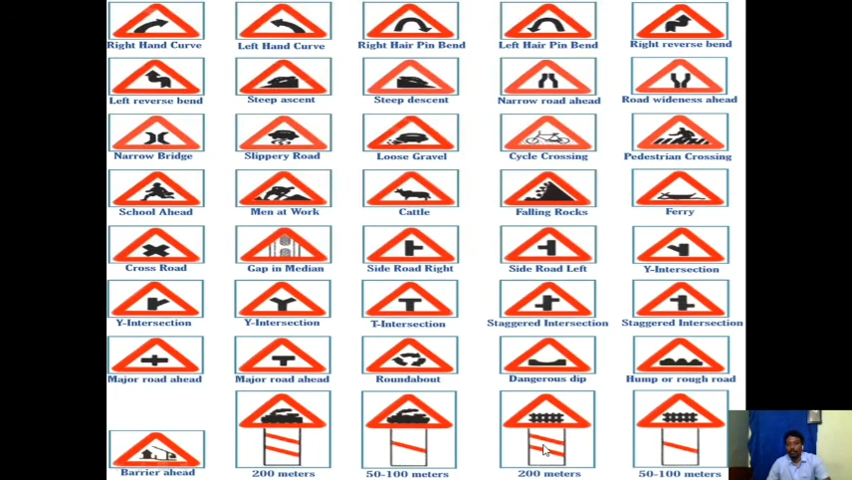 Right Hand Curve
Left Hand Curve
Right Hair Pin Bend
Left Hair Pin Bend
Right reverse bend
Left reverse bend
Steep ascent
Steep descent
Narrow road ahead
Road wideness ahead
Narrow Bridge
Slippery Road
Loose Gravel
Cycle Crossing
Pedestrian Crossing
School Ahead
Men at Work
Cattle
Falling Rocks
Ferry
Cross Road
Gap in Median
Side Road Right
Side Road Left
Y-Intersection
Y-Intersection
Y-Intersection
T-Intersection
Staggered Intersection
Staggered Intersection
Major road ahead
Major road ahead
Roundabout
Dangerous dip
Hump or rough road
Barrier ahead
200 meters
50-100 meters
200 meters
50-100 meters